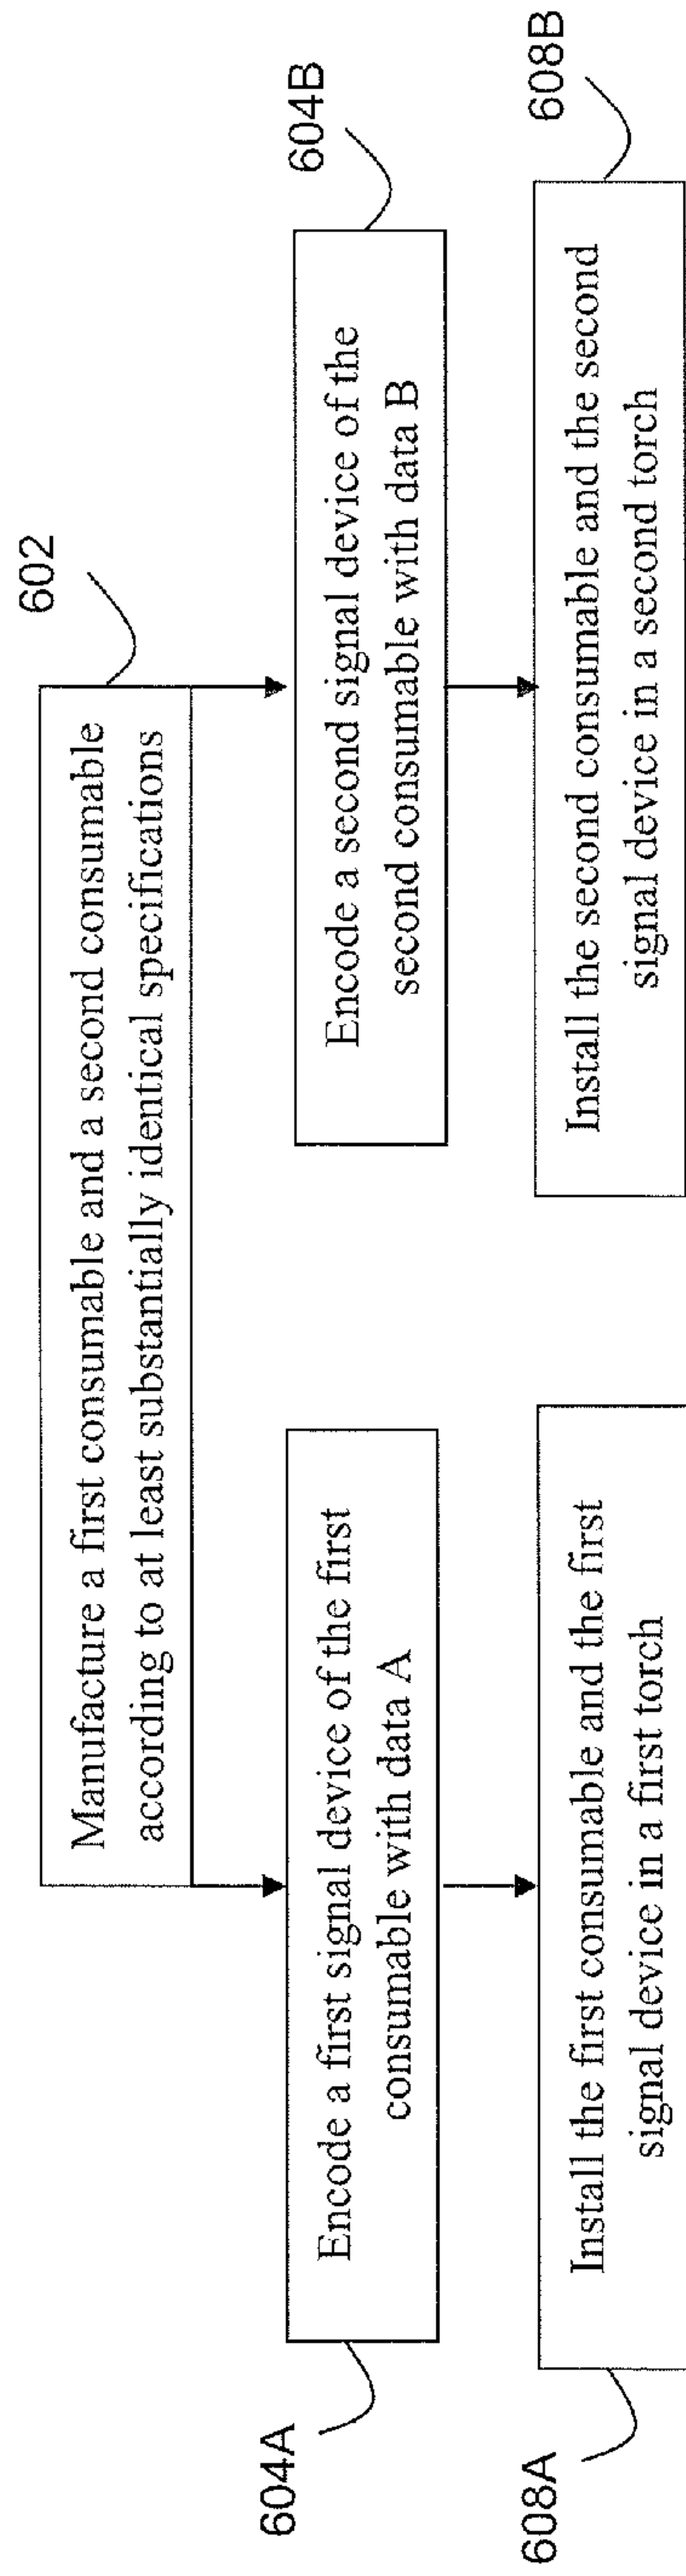 602
Manufacture a first consumable and a second consumable
according to at least substantially identical specifications
604A
Encode a first signal device of the first
consumable with data A
604B
Encode a second signal device of the
second consumable with data B
608A
Install the first consumable and the first
signal device in a first torch
608B
Install the second consumable and the second
signal device in a second torch